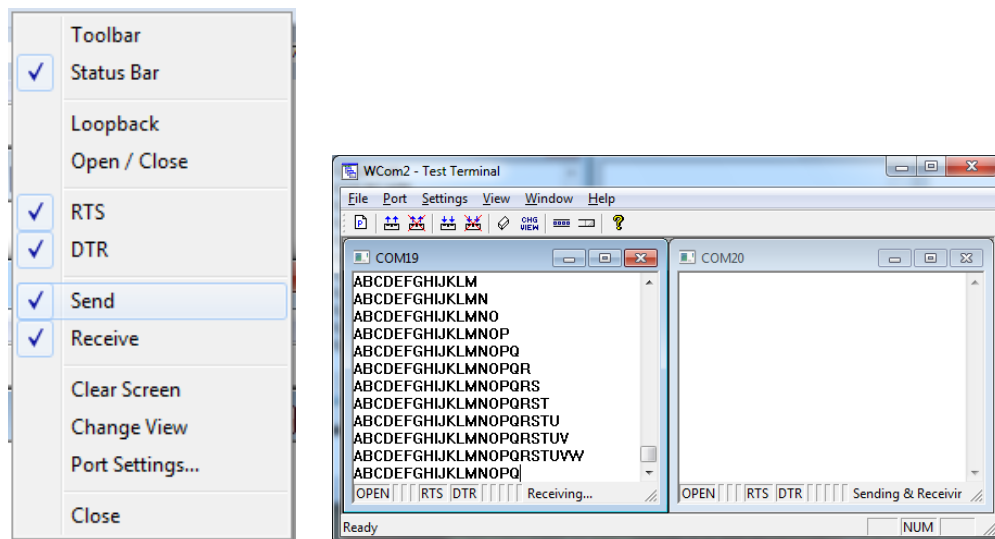 Toolbar
Status Bar
Loopback
Open / Close
RTS
DTR
Send
Receive
Clear Screen
Change View
Port Settings...
Close
WCom2 - Test Terminal
File Port Settings View Window Help
CHG VIEW
COM19
ABCDEFGHIJKLM
ABCDEFGHIJKLMN
ABCDEFGHIJKLMNO
ABCDEFGHIJKLMNOP
ABCDEFGHIJKLMNOPQ
ABCDEFGHIJKLMNOPQR
ABCDEFGHIJKLMNOPQRS
ABCDEFGHIJKLMNOPQRST
ABCDEFGHIJKLMNOPQRSTU
ABCDEFGHIJKLMNOPQRSTUV
ABCDEFGHIJKLMNOPQRSTUVW
ABCDEFGHIJKLMNOPQ
OPEN RTS DTR Receiving...
COM20
OPEN RTS DTR Sending & Receivir
Ready NUM